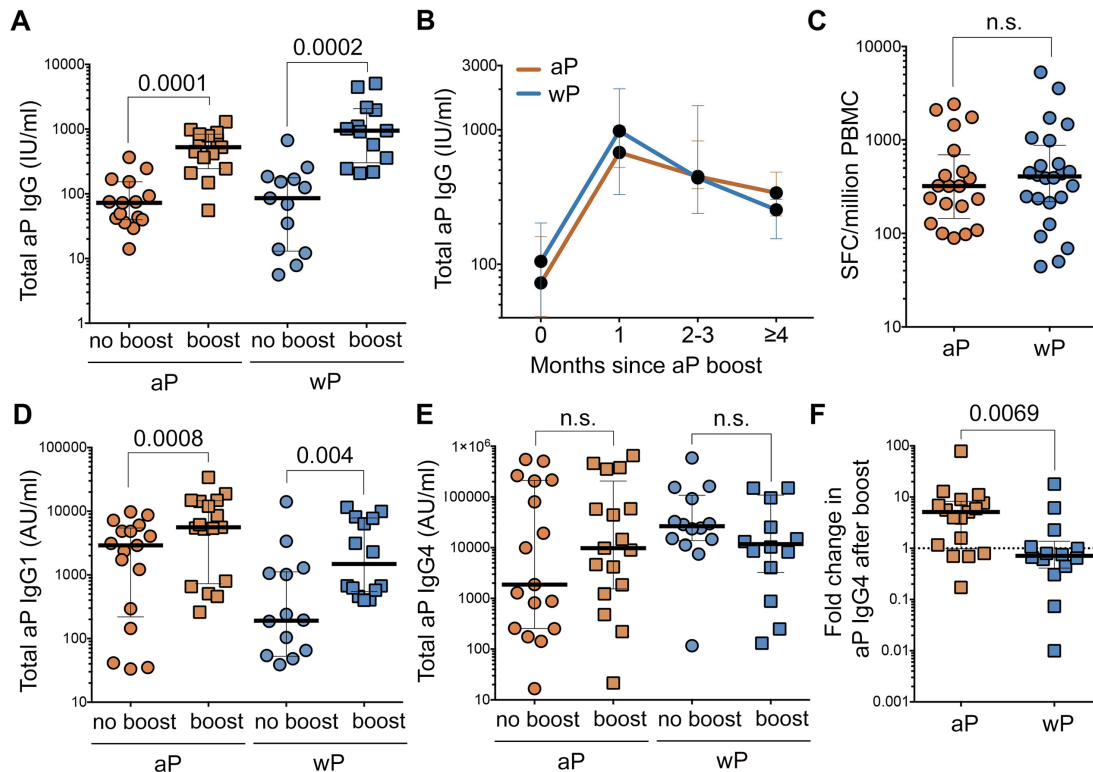 A
Total aP IgG (IU/ml)
10000
1000
100
10
1
0.0001
0.0002
no boost boost no boost boost
aP wP
B
Total aP IgG (IU/ml)
3000
1000
100
aP
wP
0 1 2-3 ≥4
Months since aP boost
C
SFC/million PBMC
10000
1000
100
10
n.s.
aP wP
D
Total aP IgG1 (AU/ml)
100000
10000
1000
100
10
0.0008
0.004
no boost boost no boost boost
aP wP
E
Total aP IgG4 (AU/ml)
1×10⁶
100000
10000
1000
100
10
n.s. n.s.
no boost boost no boost boost
aP wP
F
Fold change in
aP IgG4 after boost
100
10
1
0.1
0.01
0.001
0.0069
aP wP